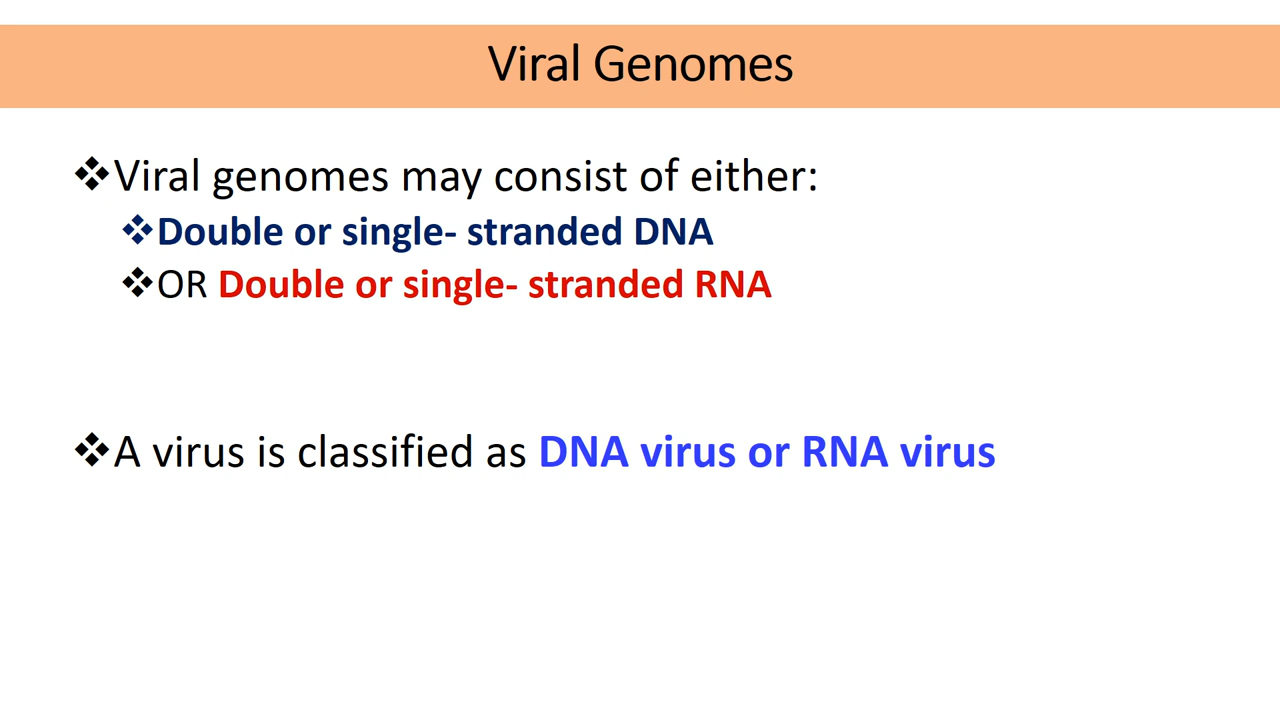 Viral Genomes
❖Viral genomes may consist of either:
❖Double or single- stranded DNA
❖OR Double or single- stranded RNA
❖A virus is classified as DNA virus or RNA virus